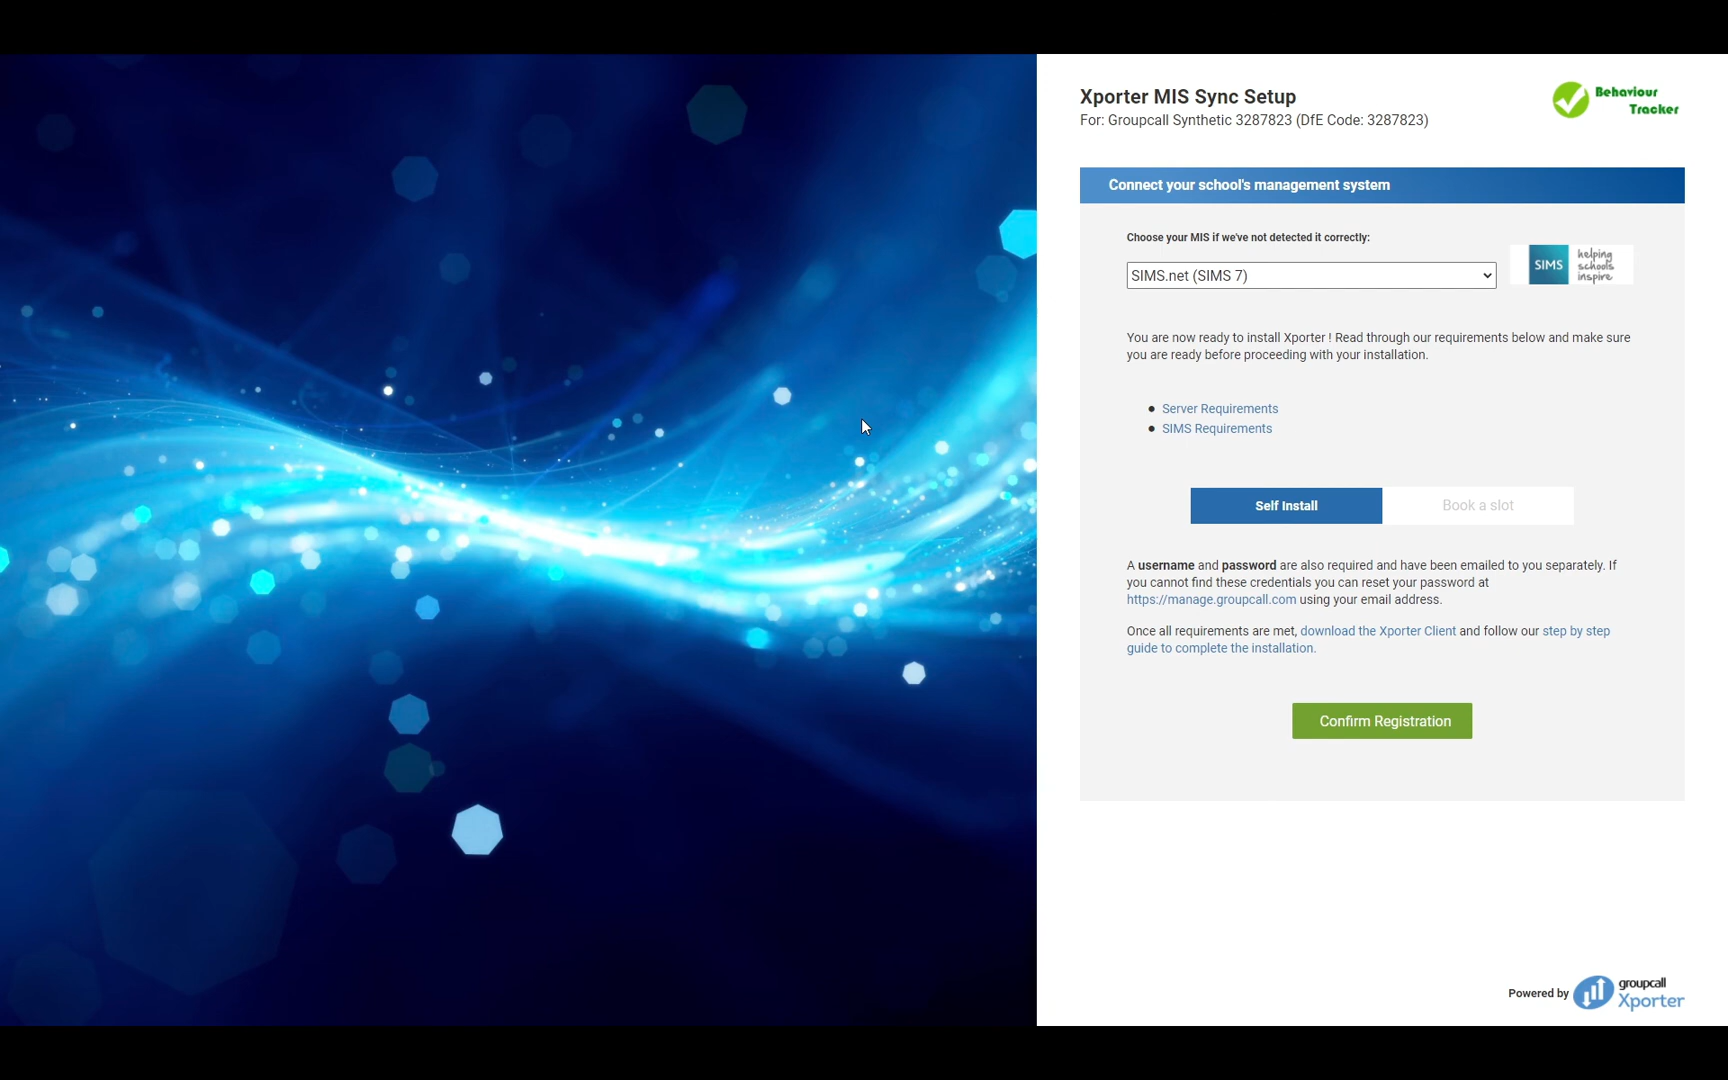 Xporter MIS Sync Setup
For: Groupcall Synthetic 3287823 (DfE Code: 3287823)
Behaviour
Tracker
Connect your school's management system
Choose your MIS if we've not detected it correctly:
SIMS.net (SIMS 7)
SIMS
helping
schools
inspire
You are now ready to install Xporter ! Read through our requirements below and make sure
you are ready before proceeding with your installation.
Server Requirements
SIMS Requirements
Self Install
Book a slot
A username and password are also required and have been emailed to you separately. If
you cannot find these credentials you can reset your password at
https://manage.groupcall.com using your email address.
Once all requirements are met, download the Xporter Client and follow our step by step
guide to complete the installation.
Confirm Registration
Powered by
groupcall
Xporter